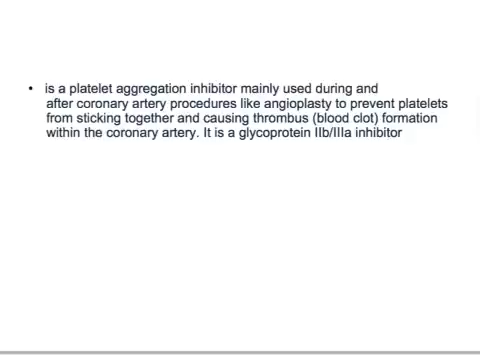 • is a platelet aggregation inhibitor mainly used during and
after coronary artery procedures like angioplasty to prevent platelets
from sticking together and causing thrombus (blood clot) formation
within the coronary artery. It is a glycoprotein IIb/IIIa inhibitor